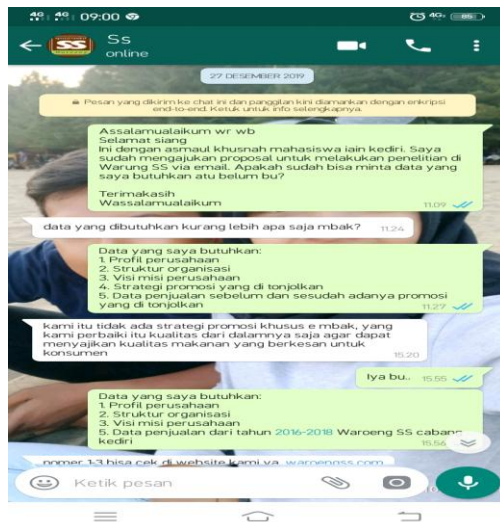 4G 4G 09:00
4G 85
SS
Ss
online
27 DESEMBER 2019
Pesan yang dikirim ke chat ini dan panggilan kini diamankan dengan enkripsi
end-to-end. Ketuk untuk info selengkapnya.
Assalamualaikum wr wb
Selamat siang
Ini dengan asmaul khusnah mahasiswa iain kediri. Saya
sudah mengajukan proposal untuk melakukan penelitian di
Warung SS via email. Apakah sudah bisa minta data yang
saya butuhkan atu belum bu?
Terimakasih
Wassalamualaikum
11.09
data yang dibutuhkan kurang lebih apa saja mbak?
11.24
Data yang saya butuhkan:
1. Profil perusahaan
2. Struktur organisasi
3. Visi misi perusahaan
4. Strategi promosi yang di tonjolkan
5. Data penjualan sebelum dan sesudah adanya promosi
yang di tonjolkan
11.27
kami itu tidak ada strategi promosi khusus e mbak, yang
kami perbaiki itu kualitas dari dalamnya saja agar dapat
menyajikan kualitas makanan yang berkesan untuk
konsumen
15.20
Iya bu..
15.55
Data yang saya butuhkan:
1. Profil perusahaan
2. Struktur organisasi
3. Visi misi perusahaan
5. Data penjualan dari tahun 2016-2018 Waroeng SS cabang
kediri
15.56
nomer 1-3 bisa cek di website kami ya, waroengss.com
Ketik pesan